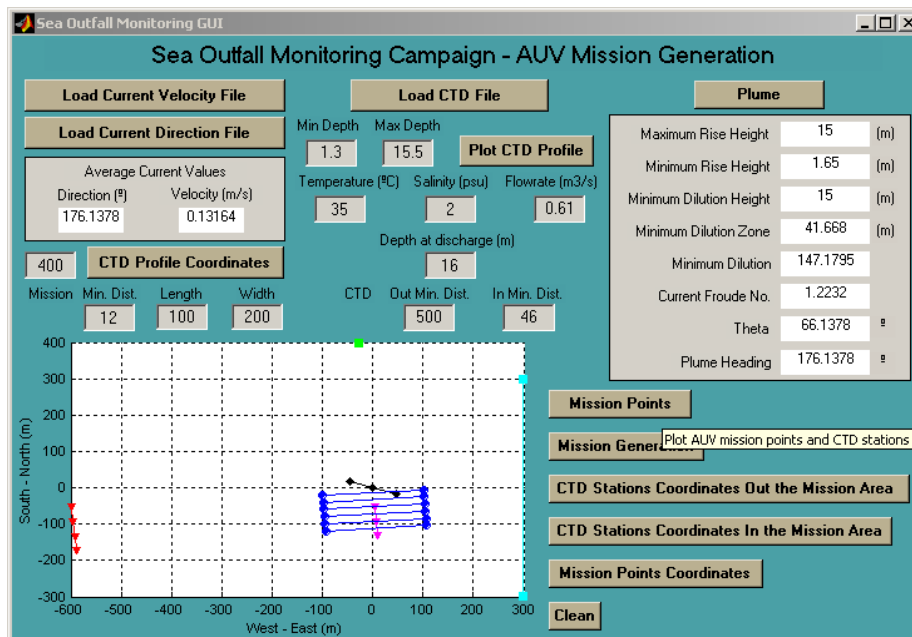 Sea Outfall Monitoring GUI
Sea Outfall Monitoring Campaign - AUV Mission Generation
Load Current Velocity File
Load CTD File
Plume
Load Current Direction File
Min Depth Max Depth
1.3 15.5
Plot CTD Profile
Average Current Values
Direction (º) Velocity (m/s)
176.1378 0.13164
Temperature (ºC) Salinity (psu) Flowrate (m3/s)
35 2 0.61
Depth at discharge (m)
16
Maximum Rise Height 15 (m)
Minimum Rise Height 1.65 (m)
Minimum Dilution Height 15 (m)
Minimum Dilution Zone 41.668 (m)
Minimum Dilution 147.1795
Current Froude No. 1.2232
Theta 66.1378 º
Plume Heading 176.1378 º
400 CTD Profile Coordinates
Mission Min. Dist. Length Width CTD Out Min. Dist. In Min. Dist.
12 100 200 500 46
400
300
200
100
0
-100
-200
-300
South - North (m)
-600 -500 -400 -300 -200 -100 0 100 200 300
West - East (m)
Mission Points
Plot AUV mission points and CTD stations
Mission Generation
CTD Stations Coordinates Out the Mission Area
CTD Stations Coordinates In the Mission Area
Mission Points Coordinates
Clean